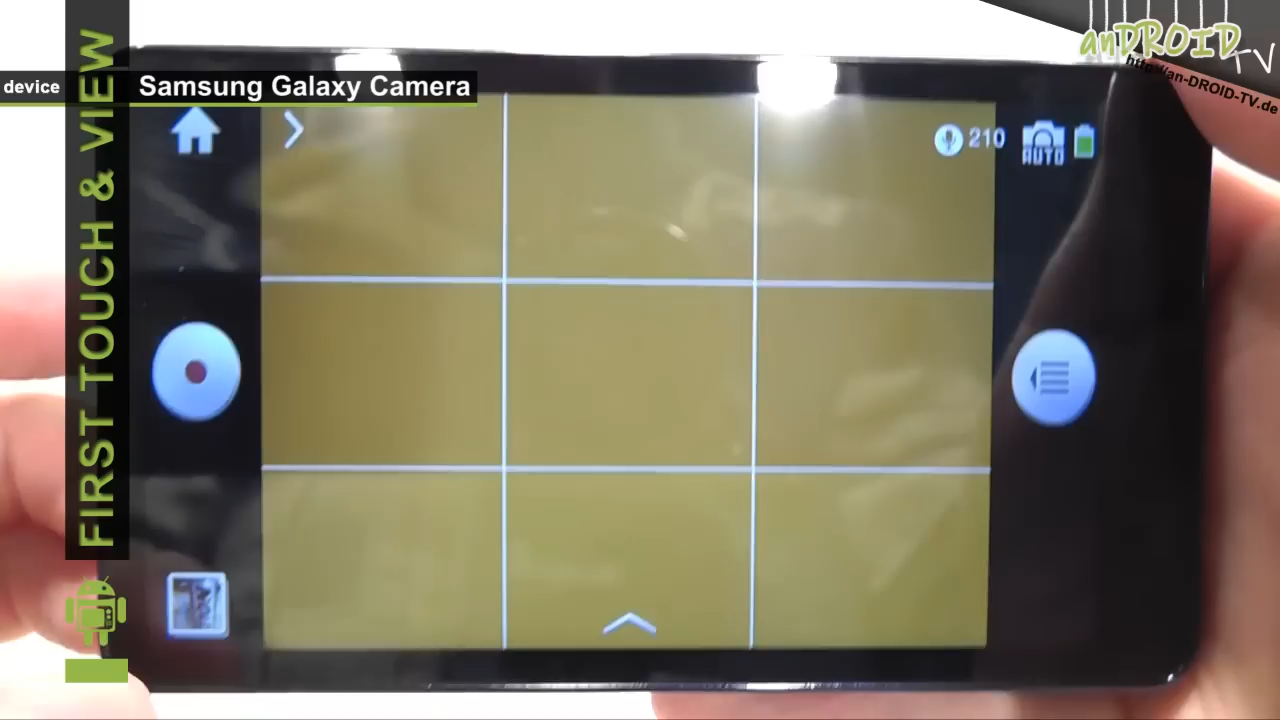 anDROID TV
http://an-DROID-TV.de
device
Samsung Galaxy Camera
FIRST TOUCH & VIEW
210
AUTO